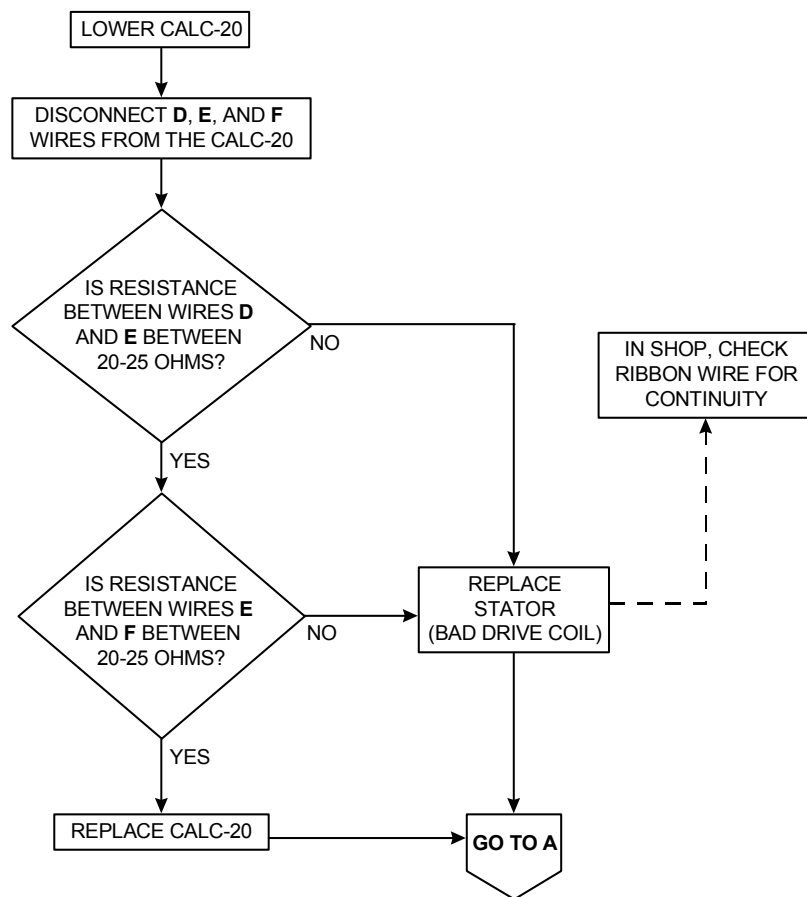 LOWER CALC-20
DISCONNECT D, E, AND F
WIRES FROM THE CALC-20
IS RESISTANCE
BETWEEN WIRES D
AND E BETWEEN
20-25 OHMS?
NO
YES
IN SHOP, CHECK
RIBBON WIRE FOR
CONTINUITY
IS RESISTANCE
BETWEEN WIRES E
AND F BETWEEN
20-25 OHMS?
NO
YES
REPLACE
STATOR
(BAD DRIVE COIL)
REPLACE CALC-20
GO TO A